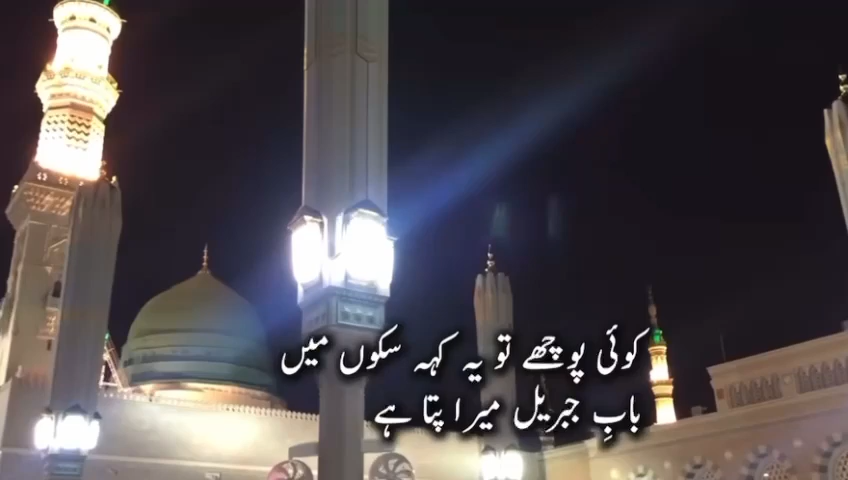 کوئی پوچھے تو یہ کہہ سکوں میں
بابِ جبریل میرا پتا ہے